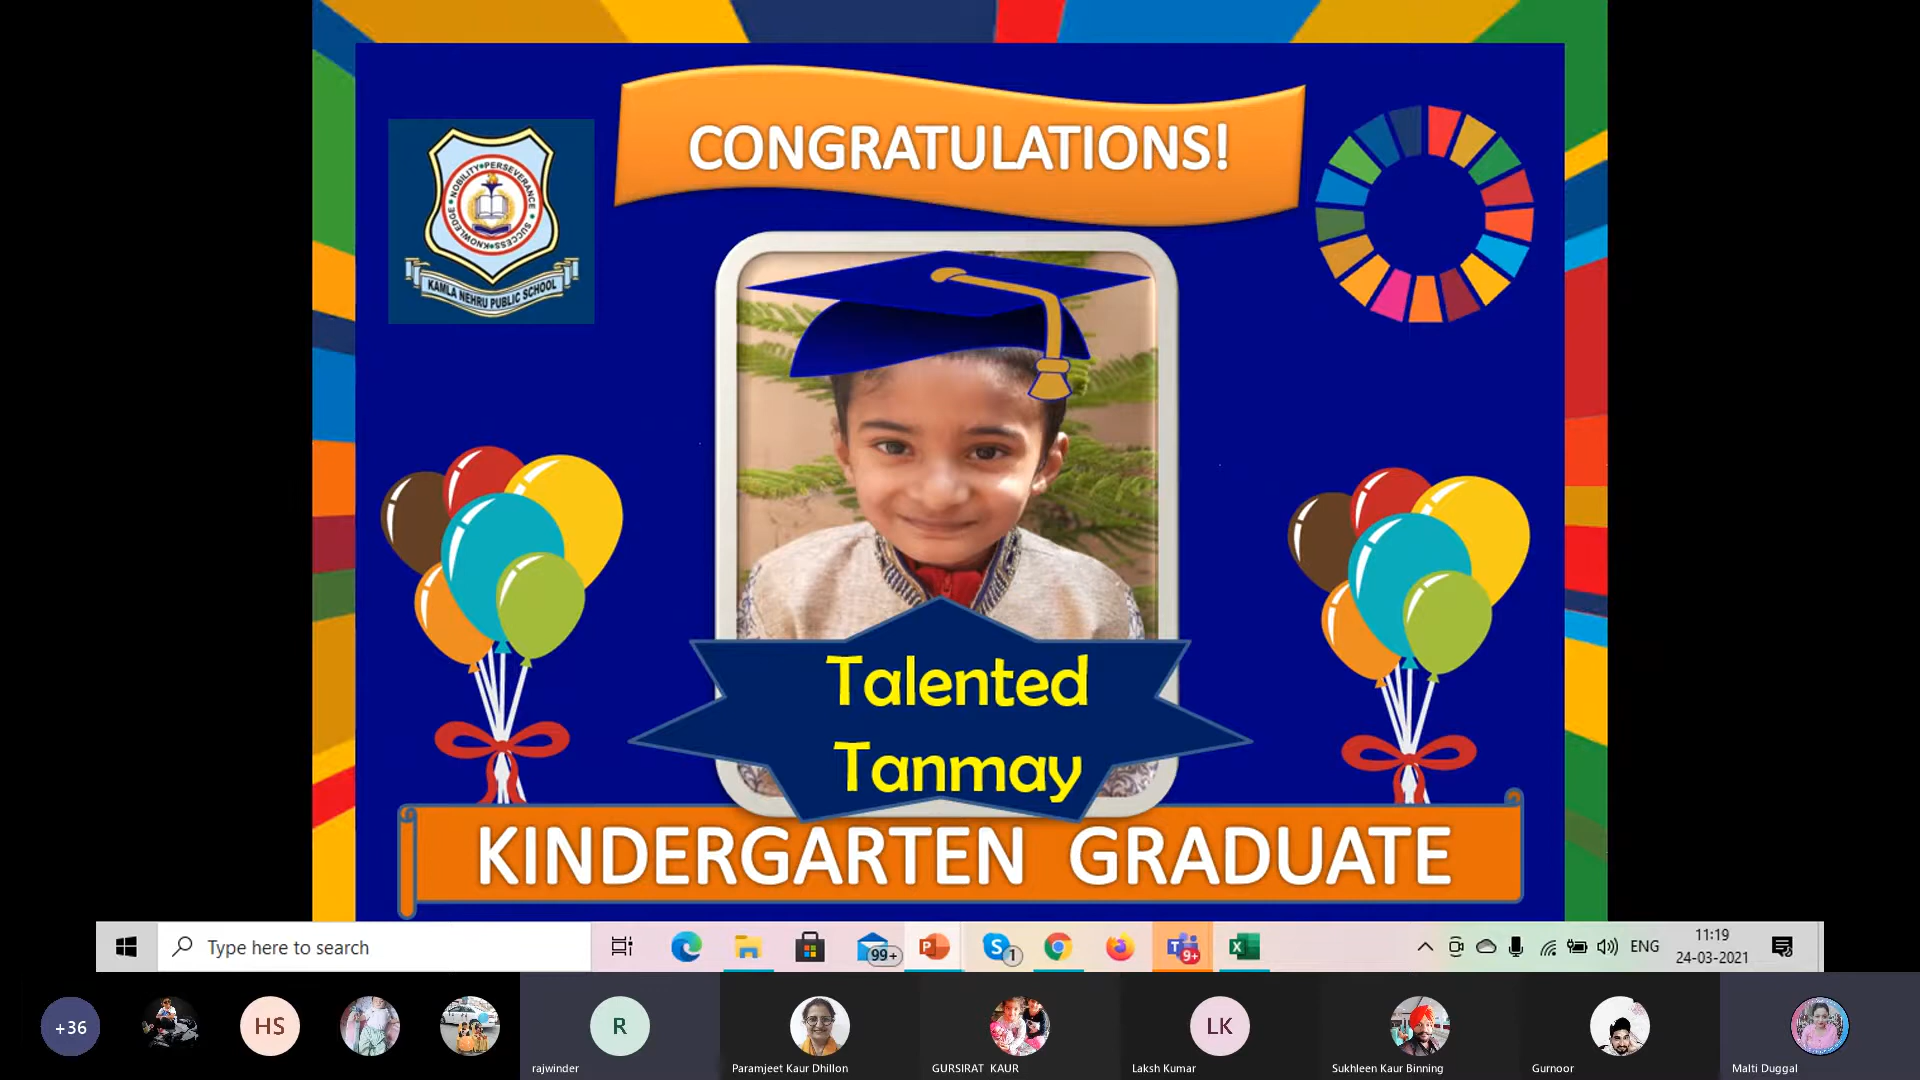 CONGRATULATIONS!
NOBILITY • PERSEVERANCE • SUCCESS • KNOWLEDGE
KAMLA NEHRU PUBLIC SCHOOL
Talented
Tanmay
KINDERGARTEN GRADUATE
Type here to search
99+
1
9+
ENG
11:19
24-03-2021
+36
HS
R
LK
rajwinder
Paramjeet Kaur Dhillon
GURSIRAT KAUR
Laksh Kumar
Sukhleen Kaur Binning
Gurnoor
Malti Duggal